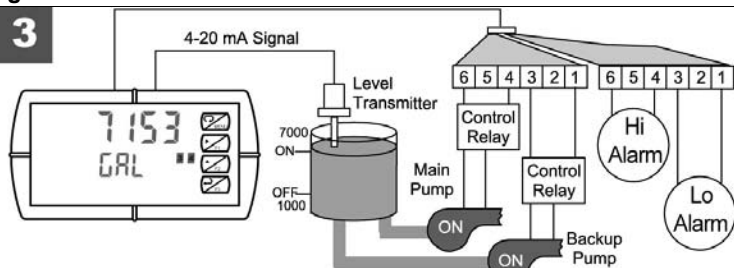 3
4-20 mA Signal
7153
GAL
Level
Transmitter
7000
ON
OFF
1000
6 5 4 3 2 1
6 5 4 3 2 1
Control
Relay
Control
Relay
Main
Pump
ON
Backup
Pump
ON
Hi
Alarm
Lo
Alarm